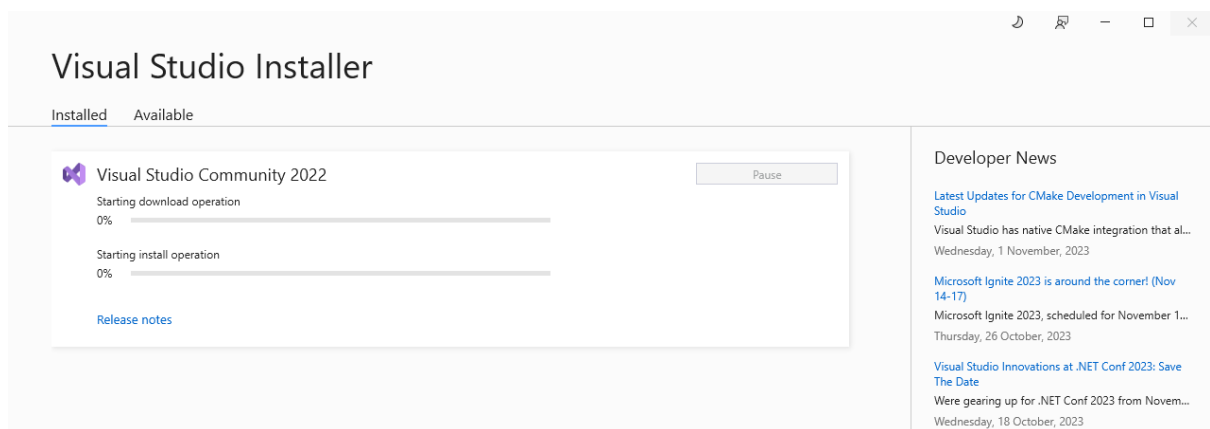 Visual Studio Installer
Installed Available
Visual Studio Community 2022
Pause
Starting download operation
0%
Starting install operation
0%
Release notes
Developer News
Latest Updates for CMake Development in Visual
Studio
Visual Studio has native CMake integration that al...
Wednesday, 1 November, 2023
Microsoft Ignite 2023 is around the corner! (Nov
14-17)
Microsoft Ignite 2023, scheduled for November 1...
Thursday, 26 October, 2023
Visual Studio Innovations at .NET Conf 2023: Save
The Date
Were gearing up for .NET Conf 2023 from Novem...
Wednesday, 18 October, 2023